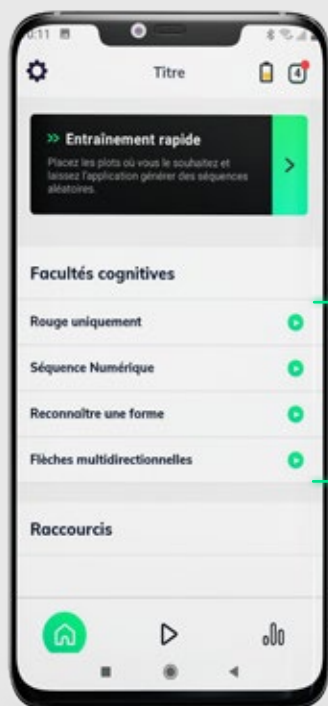 0:11
Titre
4
» Entraînement rapide
Placez les plots où vous le souhaitez et
laissez l'application générer des séquences
aléatoires.
Facultés cognitives
Rouge uniquement
Séquence Numérique
Reconnaître une forme
Flèches multidirectionnelles
Raccourcis